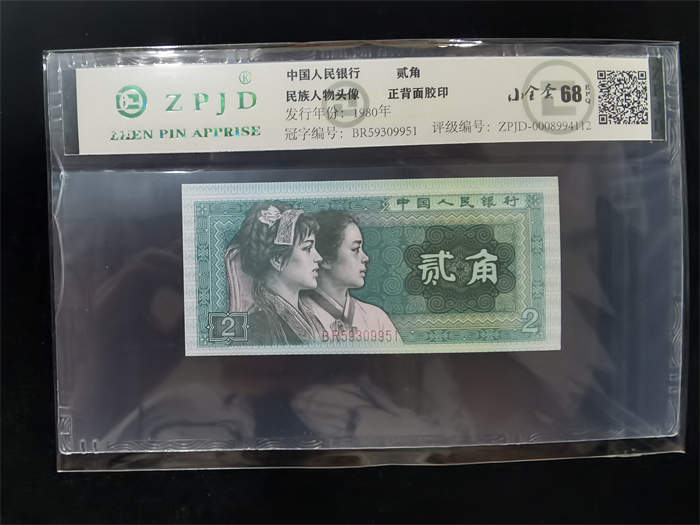 ZPJD ®
ZHEN PIN APPRISE
中国人民银行 贰角
民族人物头像 正背面胶印
发行年份：1980年
冠字编号：BR59309951 评级编号：ZPJD-0008994112
68
中国人民银行
贰角
2
BR59309951
2